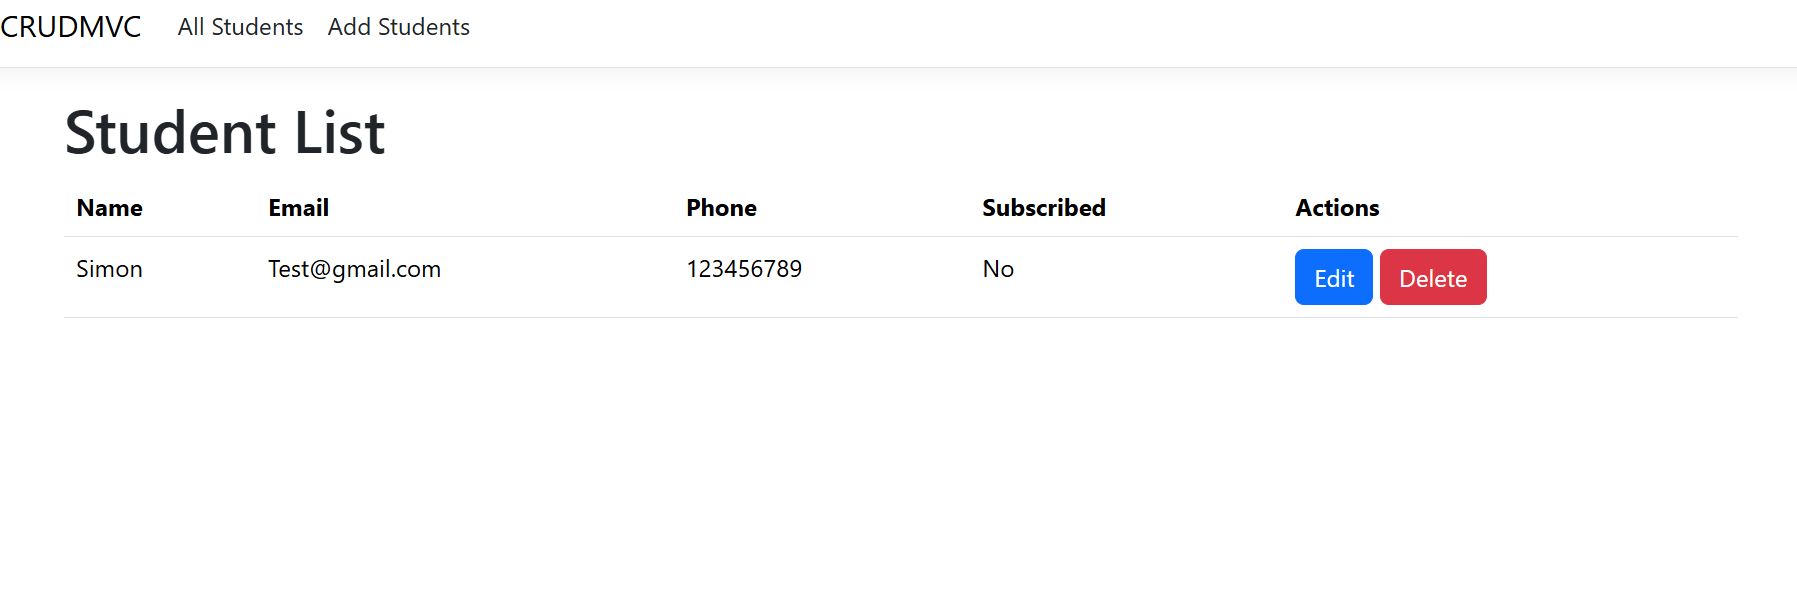 CRUDMVC All Students Add Students
Student List
Name Email Phone Subscribed Actions
Simon Test@gmail.com 123456789 No Edit Delete